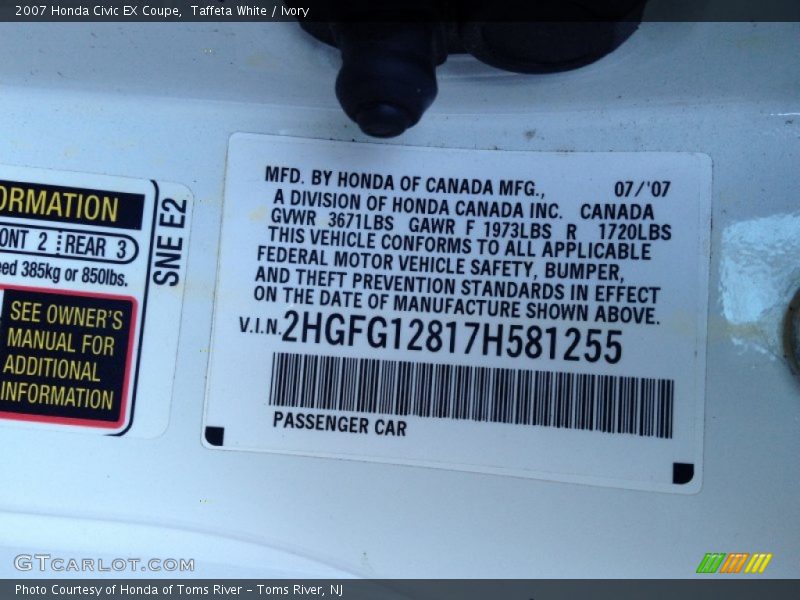 2007 Honda Civic EX Coupe, Taffeta White / Ivory
ORMATION
ONT 2 REAR 3
eed 385kg or 850lbs.
SEE OWNER'S
MANUAL FOR
ADDITIONAL
INFORMATION
SNE E2
MFD. BY HONDA OF CANADA MFG., 07/'07
A DIVISION OF HONDA CANADA INC. CANADA
GVWR 3671LBS GAWR F 1973LBS R 1720LBS
THIS VEHICLE CONFORMS TO ALL APPLICABLE
FEDERAL MOTOR VEHICLE SAFETY, BUMPER,
AND THEFT PREVENTION STANDARDS IN EFFECT
ON THE DATE OF MANUFACTURE SHOWN ABOVE.
V.I.N. 2HGFG12817H581255
PASSENGER CAR
GTCARLOT.COM
Photo Courtesy of Honda of Toms River - Toms River, NJ